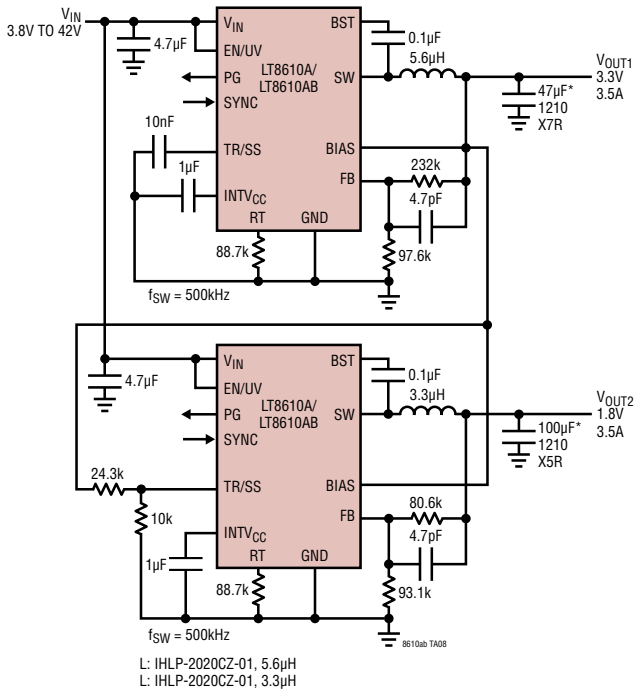 VIN
3.8V TO 42V
4.7µF
VIN
BST
EN/UV
0.1µF
5.6µH
PG
LT8610A/
LT8610AB
SW
SYNC
VOUT1
3.3V
3.5A
47µF*
1210
X7R
10nF
TR/SS
BIAS
1µF
FB
232k
INTVCC
4.7pF
RT
GND
88.7k
97.6k
fSW = 500kHz
VIN
BST
4.7µF
EN/UV
0.1µF
3.3µH
PG
LT8610A/
LT8610AB
SW
SYNC
VOUT2
1.8V
3.5A
100µF*
1210
X5R
24.3k
TR/SS
BIAS
10k
FB
80.6k
INTVCC
4.7pF
1µF
RT
GND
88.7k
93.1k
fSW = 500kHz
8610ab TA08
L: IHLP-2020CZ-01, 5.6µH
L: IHLP-2020CZ-01, 3.3µH